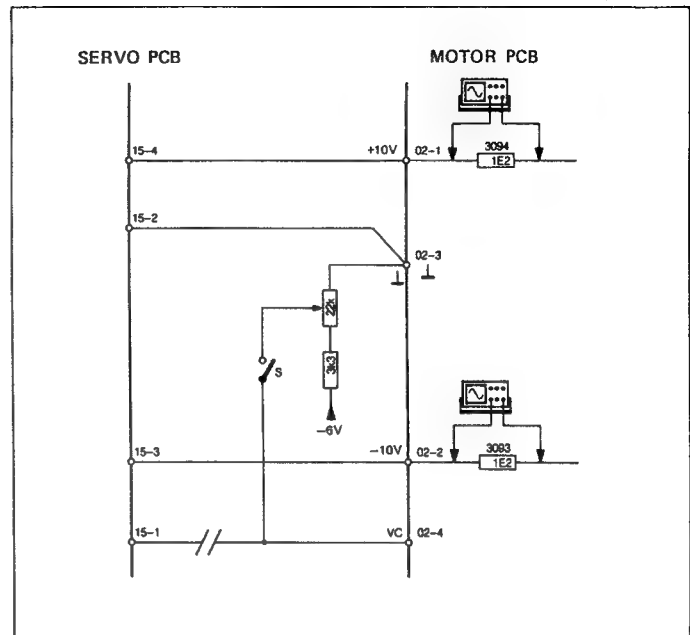 SERVO PCB
MOTOR PCB
15-4
+10V
02-1
3094
1E2
15-2
02-3
22k
S
3k3
-6V
15-3
-10V
02-2
3093
1E2
15-1
VC
02-4